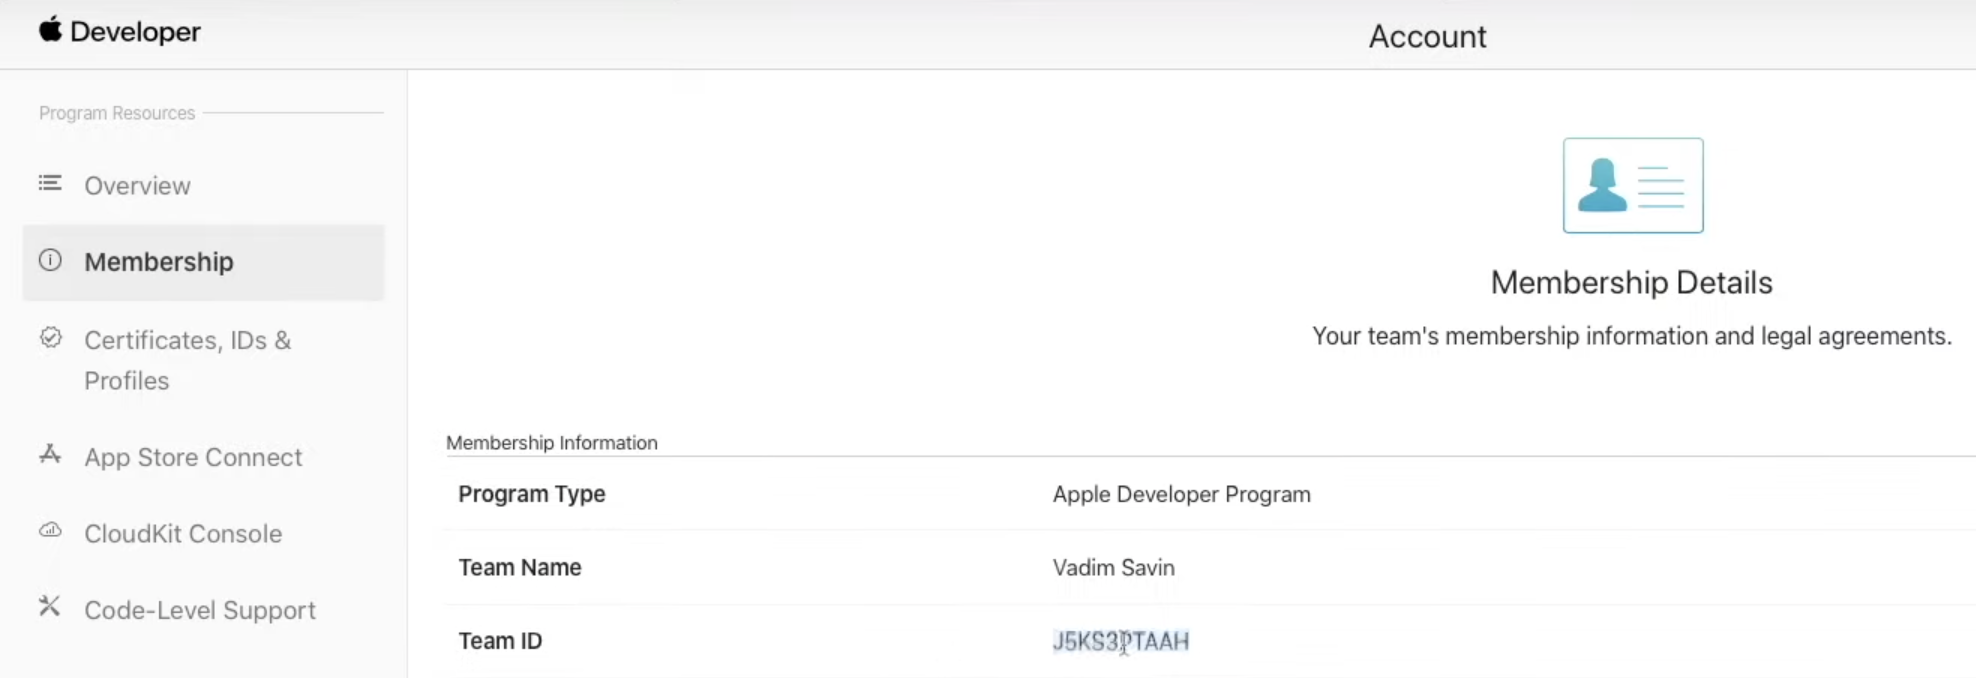 Developer
Account
Program Resources
Overview
Membership
Certificates, IDs &
Profiles
App Store Connect
CloudKit Console
Code-Level Support
Membership Details
Your team's membership information and legal agreements.
Membership Information
Program Type
Apple Developer Program
Team Name
Vadim Savin
Team ID
J5KS3PTAAH